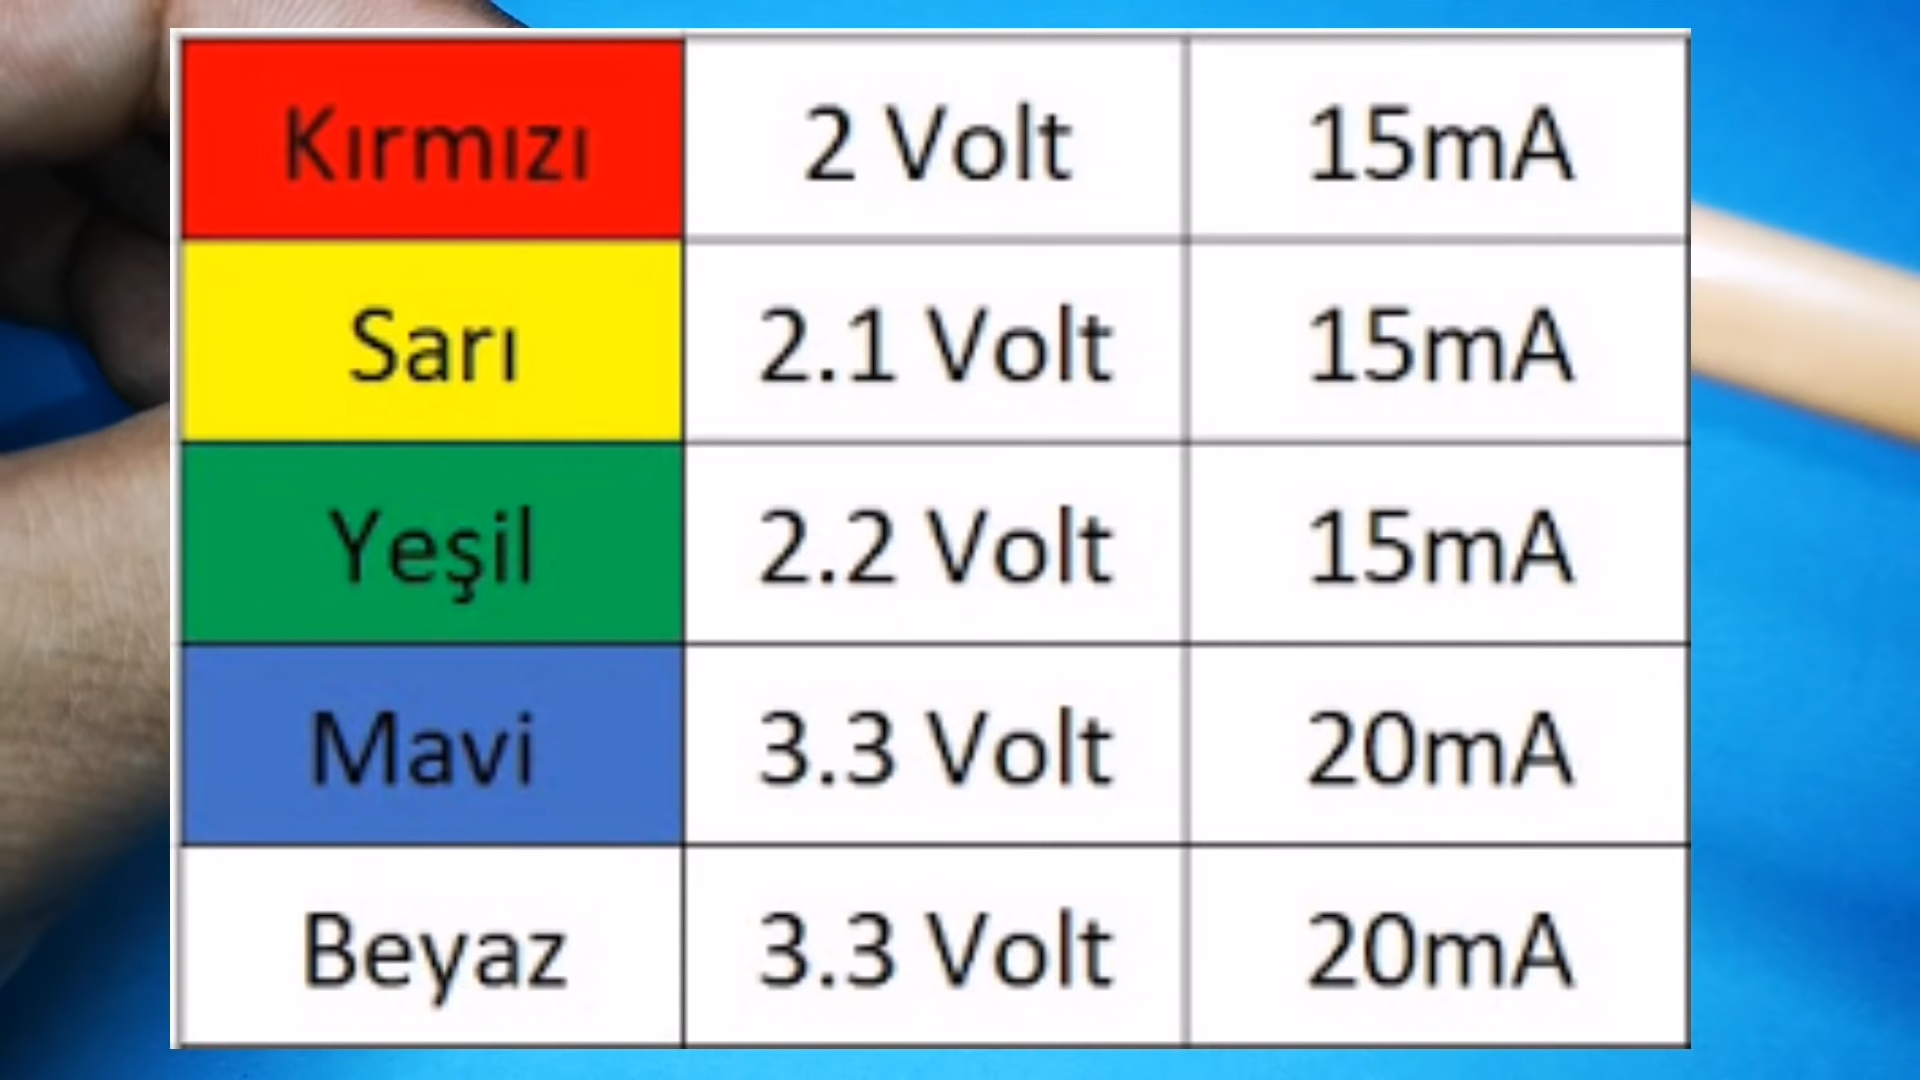 Kırmızı 2 Volt 15mA
Sarı 2.1 Volt 15mA
Yeşil 2.2 Volt 15mA
Mavi 3.3 Volt 20mA
Beyaz 3.3 Volt 20mA